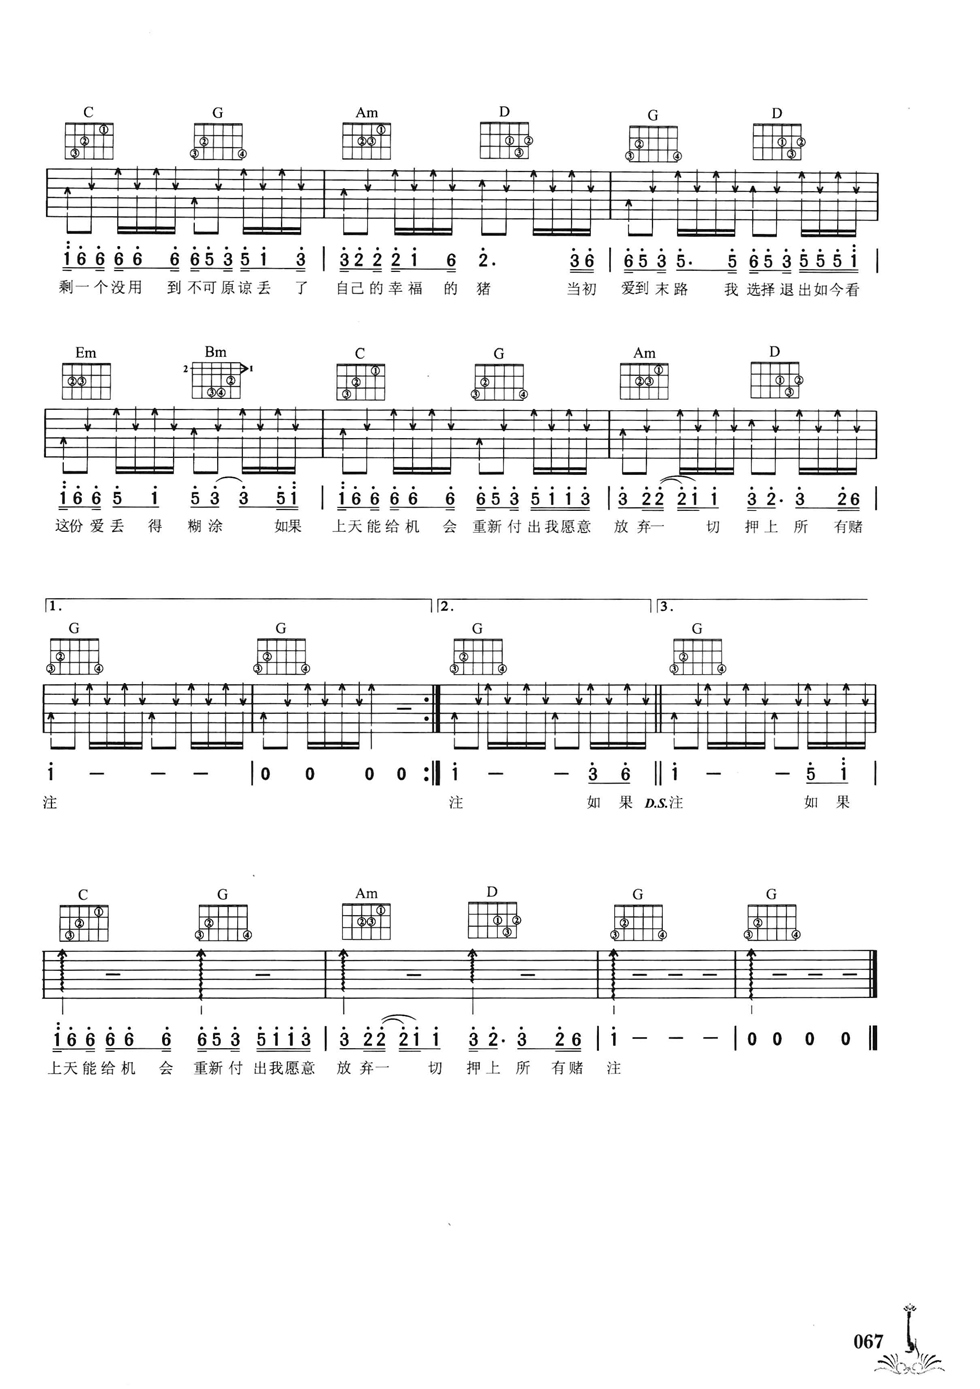 C G Am D G D
1 6 6 6 6 6 6 5 3 5 1 3 | 3 2 2 2 1 6 2. 3 6 | 6 5 3 5. 5 6 5 3 5 5 5 1 |
剩一个没用 到不可原谅丢了 自己的幸福的猪 当初 爱到末路 我选择退出如今看
Em Bm C G Am D
2 1
1 6 6 5 1 5 3 3 5 1 | 1 6 6 6 6 6 6 5 3 5 1 1 3 | 3 2 2 2 1 1 3 2. 3 2 6 |
这份爱丢得糊涂 如果 上天能给机会 重新付出我愿意 放弃一 切押上所有赌
1. 2. 3.
G G G G
1 – – – | 0 0 0 0 :| 1 – – 3 6 || 1 – – 5 1 |
注 注 如果 D.S.注 如果
C G Am D G G
1 6 6 6 6 6 6 5 3 5 1 1 3 | 3 2 2 2 1 1 3 2. 3 2 6 | 1 – – – | 0 0 0 0 ||
上天能给机 会 重新付出我愿意 放弃一 切押上所有赌 注
067